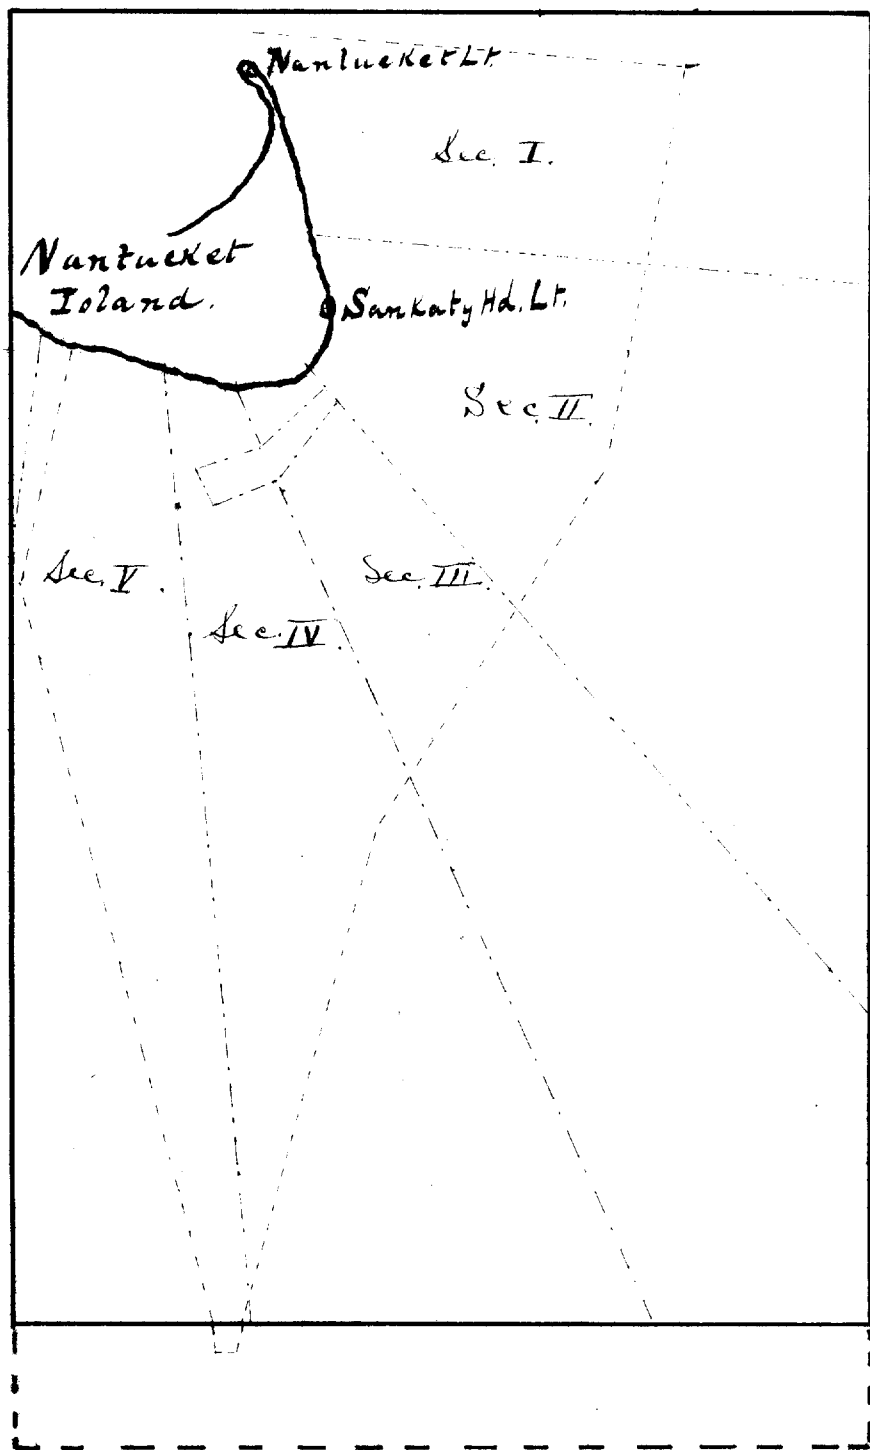 Nantucket Lt.
Sec. I.
Nantucket
Island.
Sankaty Hd. Lt.
Sec. II.
Sec. III.
Sec. V.
Sec. IV.